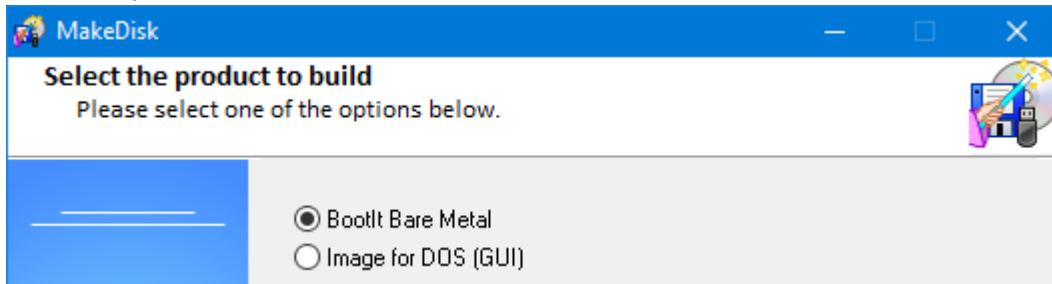 MakeDisk
Select the product to build
Please select one of the options below.
BootIt Bare Metal
Image for DOS (GUI)